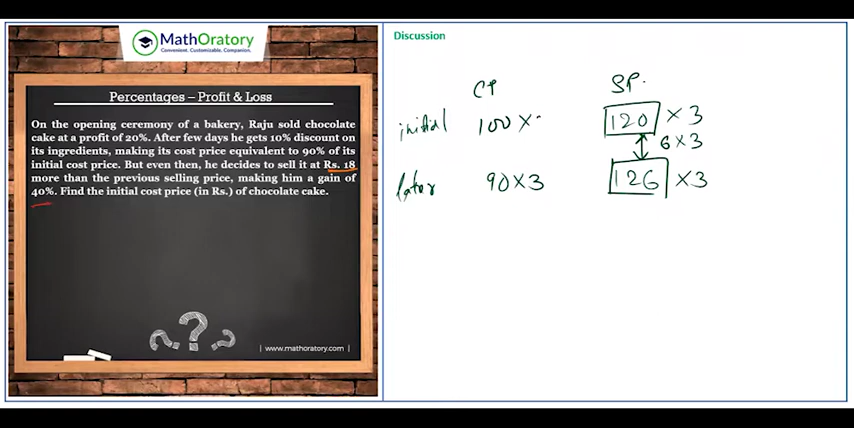 MathOratory
Convenient. Customizable. Companion.
Discussion
Percentages – Profit & Loss
On the opening ceremony of a bakery, Raju sold chocolate
cake at a profit of 20%. After few days he gets 10% discount on
its ingredients, making its cost price equivalent to 90% of its
initial cost price. But even then, he decides to sell it at Rs. 18
more than the previous selling price, making him a gain of
40%. Find the initial cost price (in Rs.) of chocolate cake.
| www.mathoratory.com |
CP SP.
initial 100 × 120 × 3
6 × 3
later 90 × 3 126 × 3